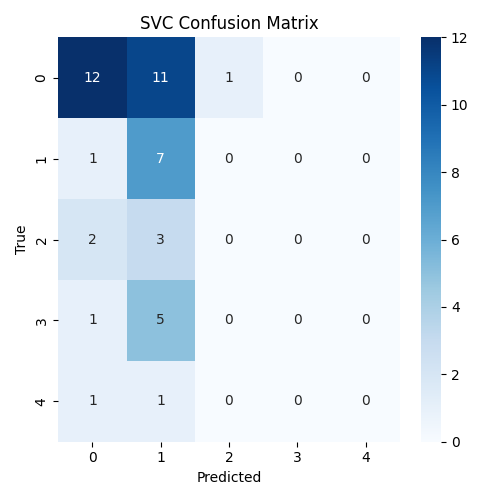 SVC Confusion Matrix
0 12 11 1 0 0
1 1 7 0 0 0
2 2 3 0 0 0
3 1 5 0 0 0
4 1 1 0 0 0
0 1 2 3 4
True
Predicted
12
10
8
6
4
2
0